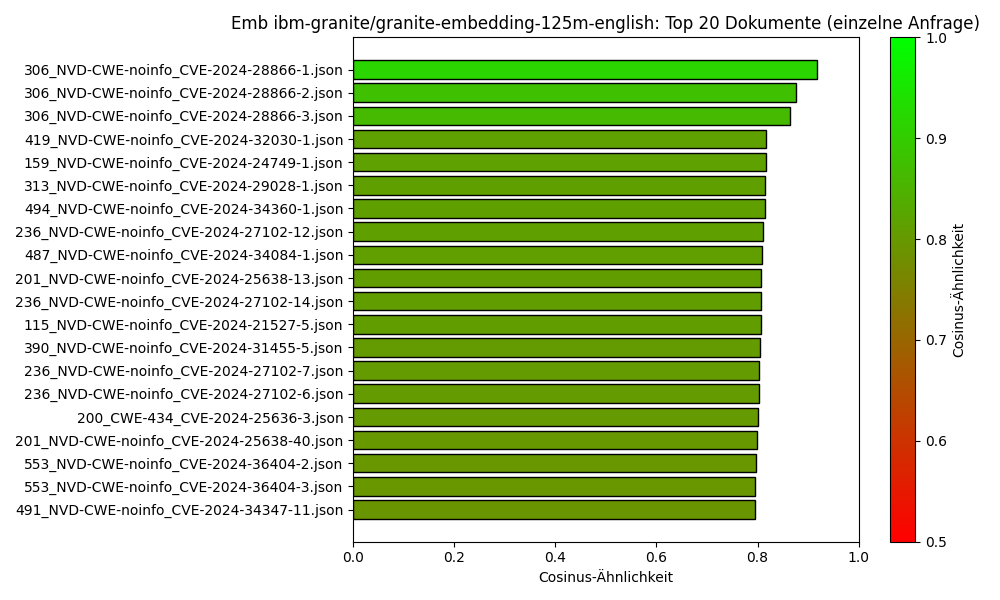 Emb ibm-granite/granite-embedding-125m-english: Top 20 Dokumente (einzelne Anfrage)
306_NVD-CWE-noinfo_CVE-2024-28866-1.json
306_NVD-CWE-noinfo_CVE-2024-28866-2.json
306_NVD-CWE-noinfo_CVE-2024-28866-3.json
419_NVD-CWE-noinfo_CVE-2024-32030-1.json
159_NVD-CWE-noinfo_CVE-2024-24749-1.json
313_NVD-CWE-noinfo_CVE-2024-29028-1.json
494_NVD-CWE-noinfo_CVE-2024-34360-1.json
236_NVD-CWE-noinfo_CVE-2024-27102-12.json
487_NVD-CWE-noinfo_CVE-2024-34084-1.json
201_NVD-CWE-noinfo_CVE-2024-25638-13.json
236_NVD-CWE-noinfo_CVE-2024-27102-14.json
115_NVD-CWE-noinfo_CVE-2024-21527-5.json
390_NVD-CWE-noinfo_CVE-2024-31455-5.json
236_NVD-CWE-noinfo_CVE-2024-27102-7.json
236_NVD-CWE-noinfo_CVE-2024-27102-6.json
200_CWE-434_CVE-2024-25636-3.json
201_NVD-CWE-noinfo_CVE-2024-25638-40.json
553_NVD-CWE-noinfo_CVE-2024-36404-2.json
553_NVD-CWE-noinfo_CVE-2024-36404-3.json
491_NVD-CWE-noinfo_CVE-2024-34347-11.json
0.0 0.2 0.4 0.6 0.8 1.0
Cosinus-Ähnlichkeit
1.0
0.9
0.8
0.7
0.6
0.5
Cosinus-Ähnlichkeit